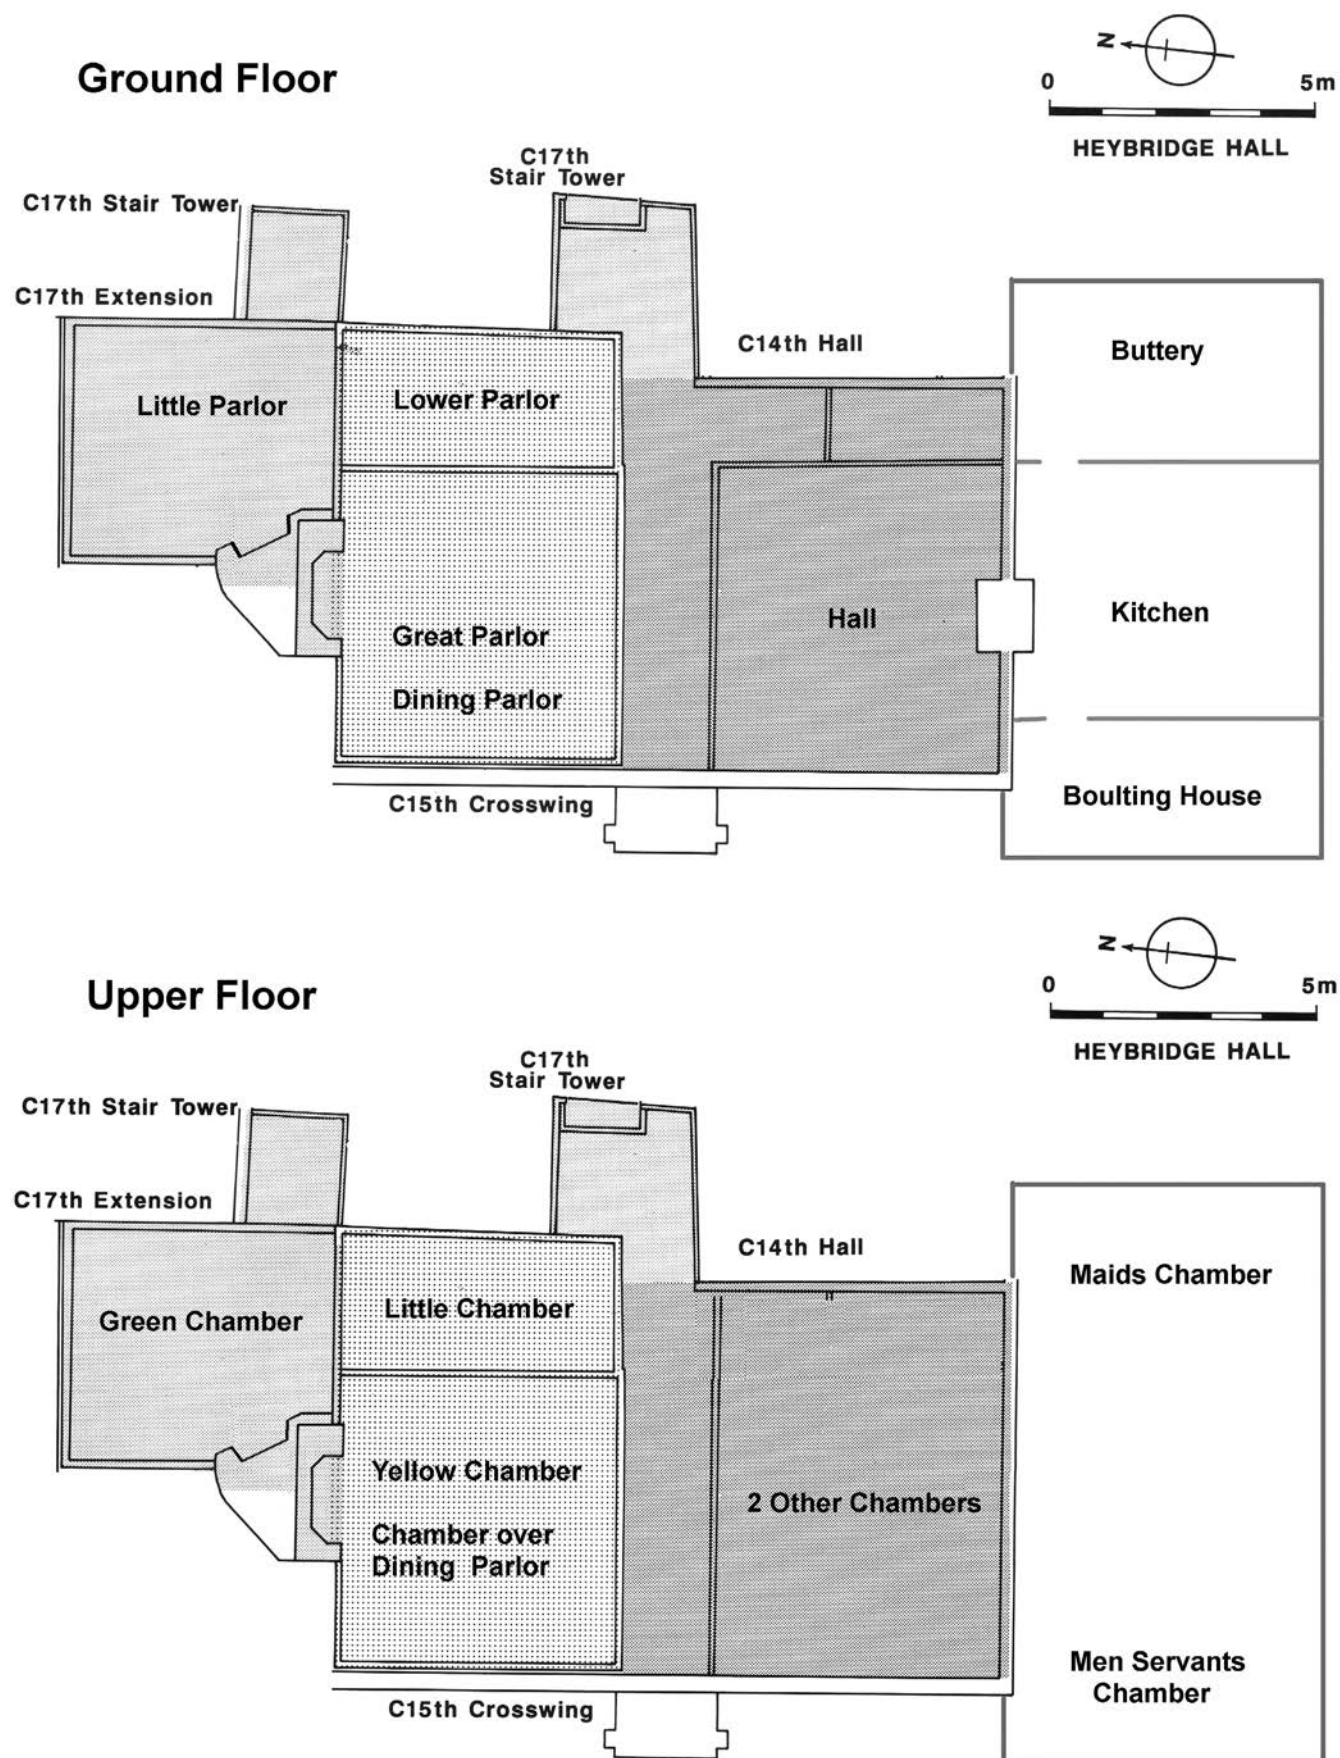 Ground Floor
N
0 5m
HEYBRIDGE HALL
C17th
Stair Tower
C17th Stair Tower
C17th Extension
C14th Hall
Buttery
Little Parlor
Lower Parlor
Hall
Kitchen
Great Parlor
Dining Parlor
Boulting House
C15th Crosswing
Upper Floor
N
0 5m
HEYBRIDGE HALL
C17th
Stair Tower
C17th Stair Tower
C17th Extension
C14th Hall
Maids Chamber
Green Chamber
Little Chamber
Yellow Chamber
2 Other Chambers
Chamber over
Dining Parlor
Men Servants
Chamber
C15th Crosswing